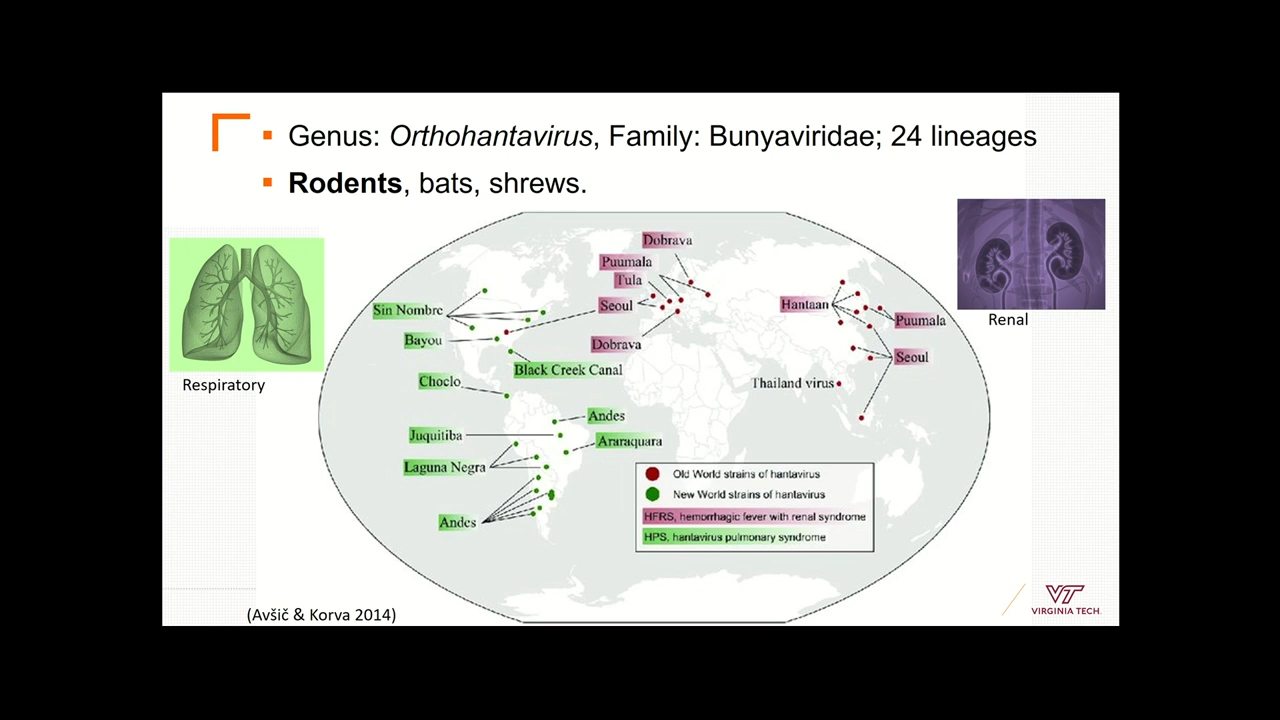 Genus: Orthohantavirus, Family: Bunyaviridae; 24 lineages
Rodents, bats, shrews.
Dobrava
Puumala
Tula
Seoul
Dobrava
Sin Nombre
Bayou
Black Creek Canal
Choclo
Andes
Juquitiba
Araraquara
Laguna Negra
Andes
Hantaan
Puumala
Seoul
Thailand virus
Respiratory
Renal
Old World strains of hantavirus
New World strains of hantavirus
HFRS, hemorrhagic fever with renal syndrome
HPS, hantavirus pulmonary syndrome
(Avšič & Korva 2014)
VT
VIRGINIA TECH.